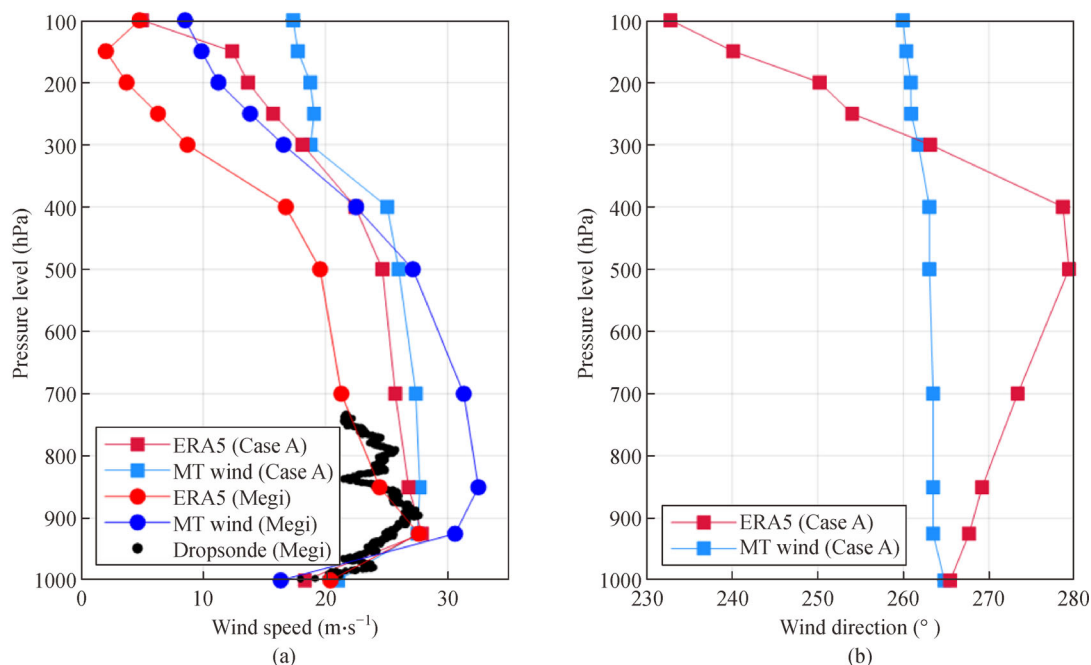 100
200
300
400
500
600
700
800
900
1000
Pressure level (hPa)
ERA5 (Case A)
MT wind (Case A)
ERA5 (Megi)
MT wind (Megi)
Dropsonde (Megi)
0 10 20 30
Wind speed (m·s⁻¹)
(a)
100
200
300
400
500
600
700
800
900
1000
Pressure level (hPa)
ERA5 (Case A)
MT wind (Case A)
230 240 250 260 270 280
Wind direction (° )
(b)